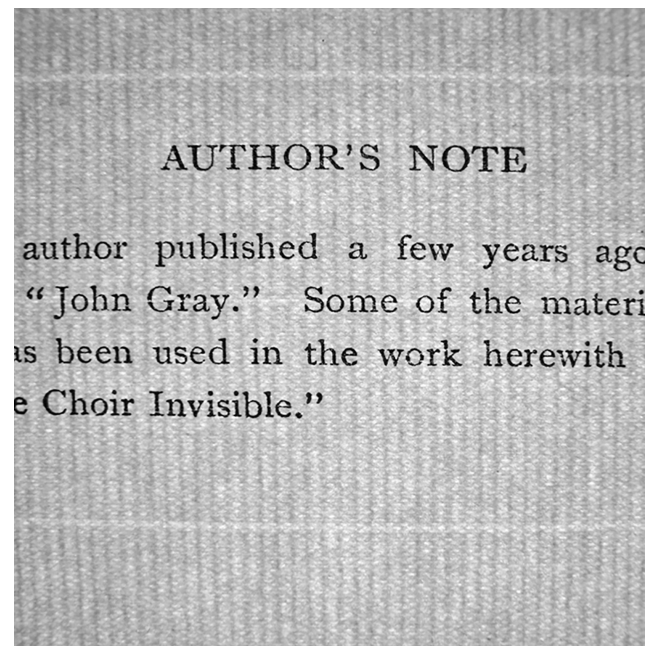 AUTHOR'S NOTE
author published a few years ago
"John Gray." Some of the materi
as been used in the work herewith
e Choir Invisible."